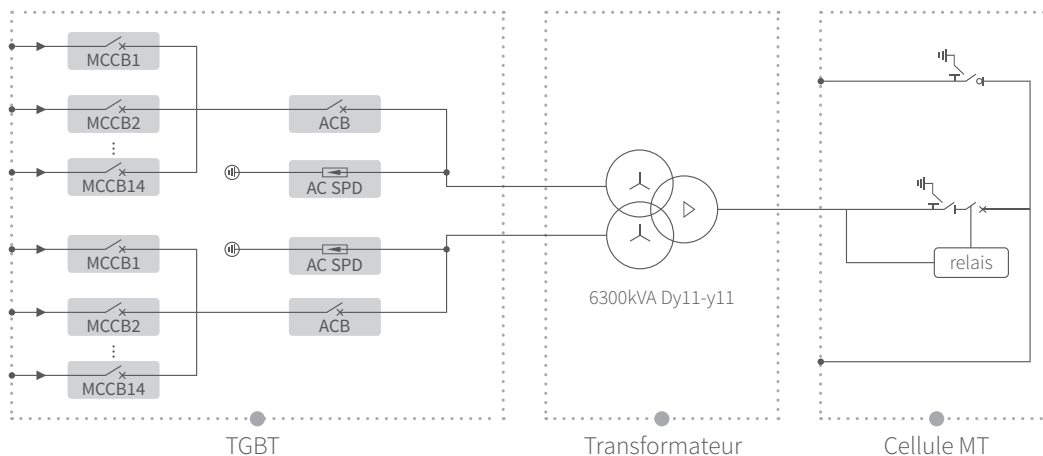 MCCB1
MCCB2
MCCB14
ACB
AC SPD
MCCB1
MCCB2
MCCB14
AC SPD
ACB
6300kVA Dy11-y11
relais
TGBT
Transformateur
Cellule MT